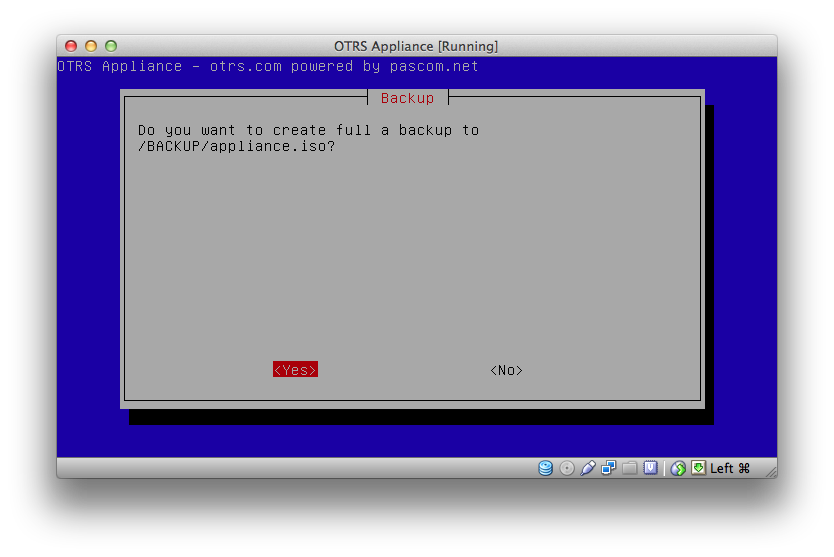 OTRS Appliance [Running]
OTRS Appliance - otrs.com powered by pascom.net
Backup
Do you want to create full a backup to
/BACKUP/appliance.iso?
<Yes> <No>
Left ⌘